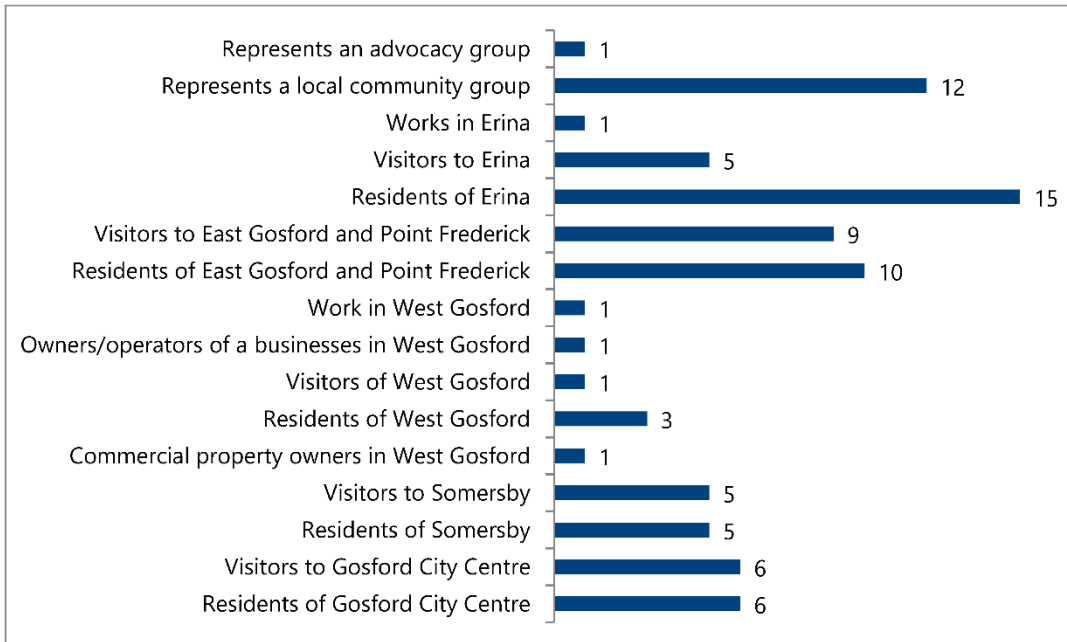 Represents an advocacy group 1
Represents a local community group 12
Works in Erina 1
Visitors to Erina 5
Residents of Erina 15
Visitors to East Gosford and Point Frederick 9
Residents of East Gosford and Point Frederick 10
Work in West Gosford 1
Owners/operators of a businesses in West Gosford 1
Visitors of West Gosford 1
Residents of West Gosford 3
Commercial property owners in West Gosford 1
Visitors to Somersby 5
Residents of Somersby 5
Visitors to Gosford City Centre 6
Residents of Gosford City Centre 6